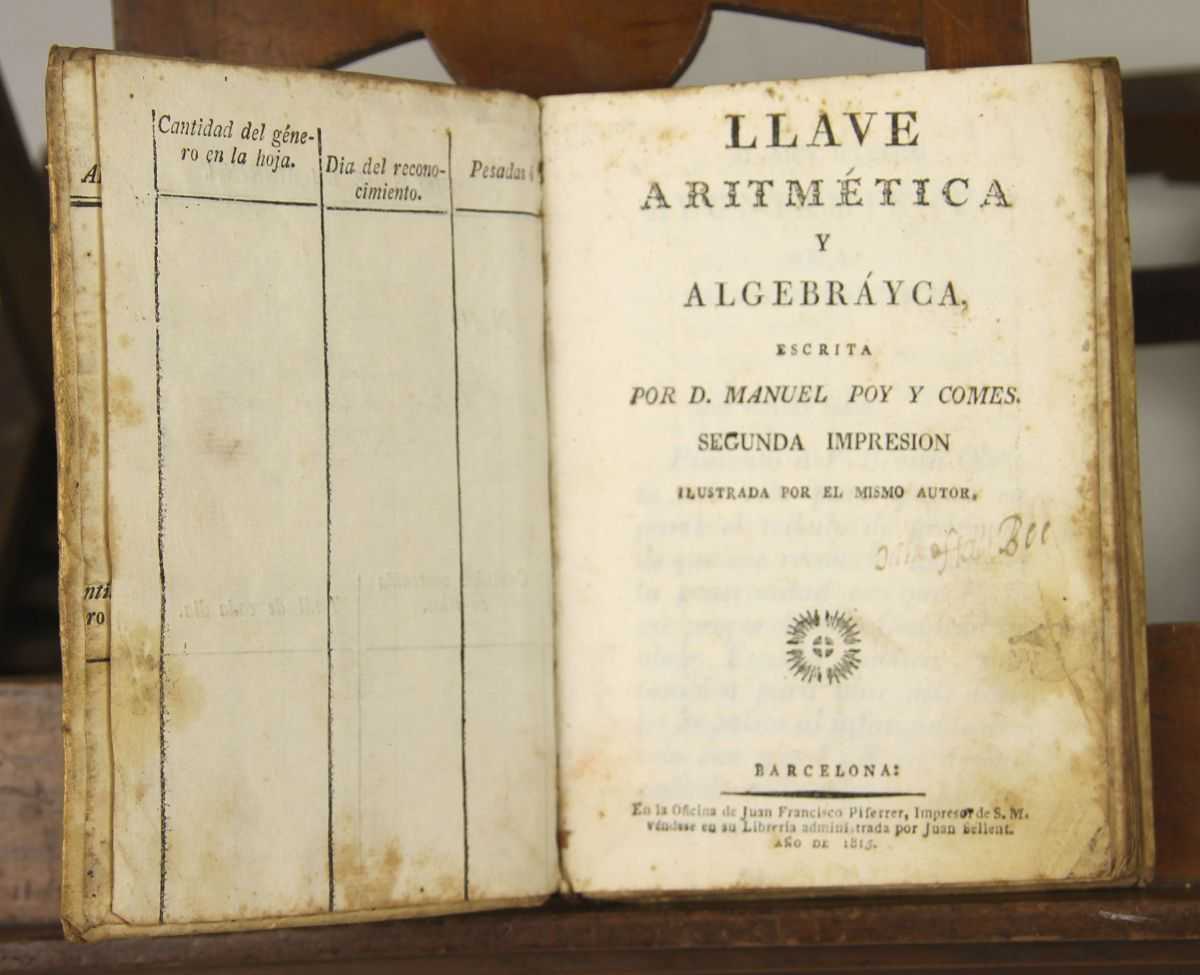 Cantidad del géne-
ro en la hoja.
Dia del recono-
cimiento.
Pesadas
nti
ro
LLAVE
ARITMÉTICA
Y
ALGEBRÁYCA,
ESCRITA
POR D. MANUEL POY Y COMES.
SEGUNDA IMPRESION
ILUSTRADA POR EL MISMO AUTOR.
BARCELONA:
En la Oficina de Juan Francisco Piferrer, Impresor de S. M.
véndese en su Librería administrada por Juan Sellent.
AÑO DE 1815.